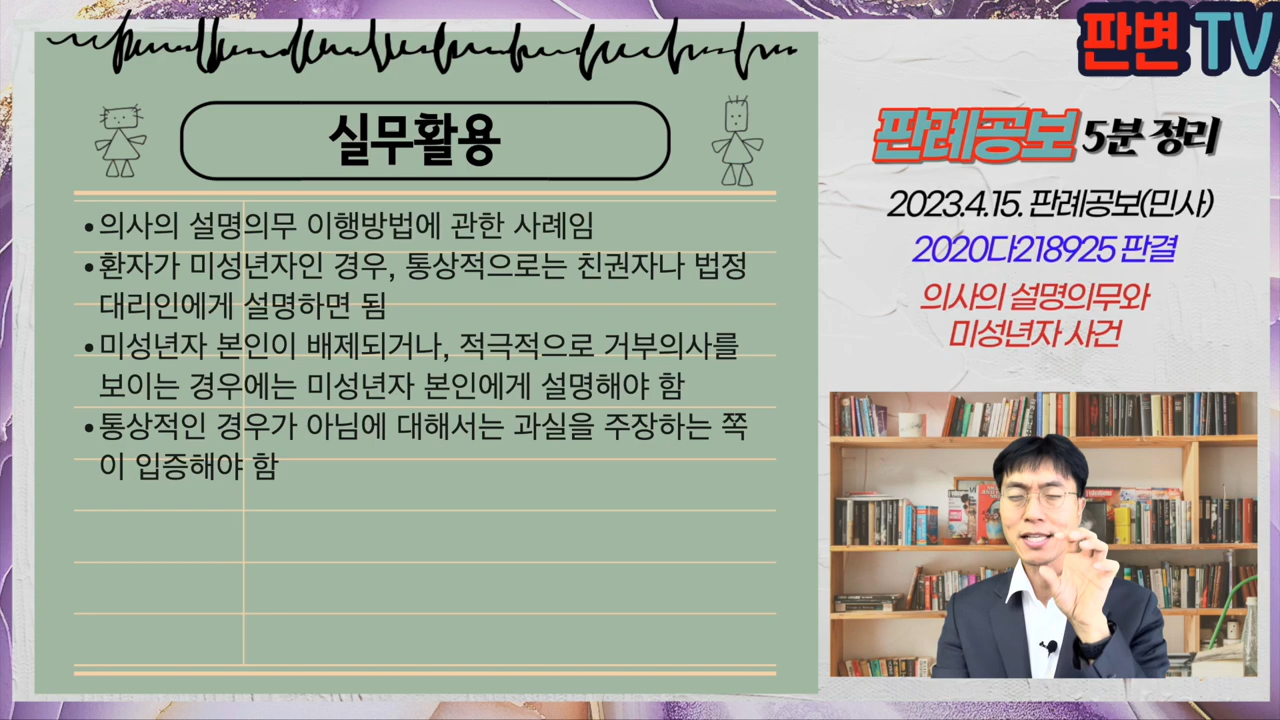 판변 TV
실무활용
•의사의 설명의무 이행방법에 관한 사례임
•환자가 미성년자인 경우, 통상적으로는 친권자나 법정
대리인에게 설명하면 됨
•미성년자 본인이 배제되거나, 적극적으로 거부의사를
보이는 경우에는 미성년자 본인에게 설명해야 함
•통상적인 경우가 아님에 대해서는 과실을 주장하는 쪽
이 입증해야 함
판례공보 5분 정리
2023.4.15. 판례공보(민사)
2020다218925 판결
의사의 설명의무와
미성년자 사건